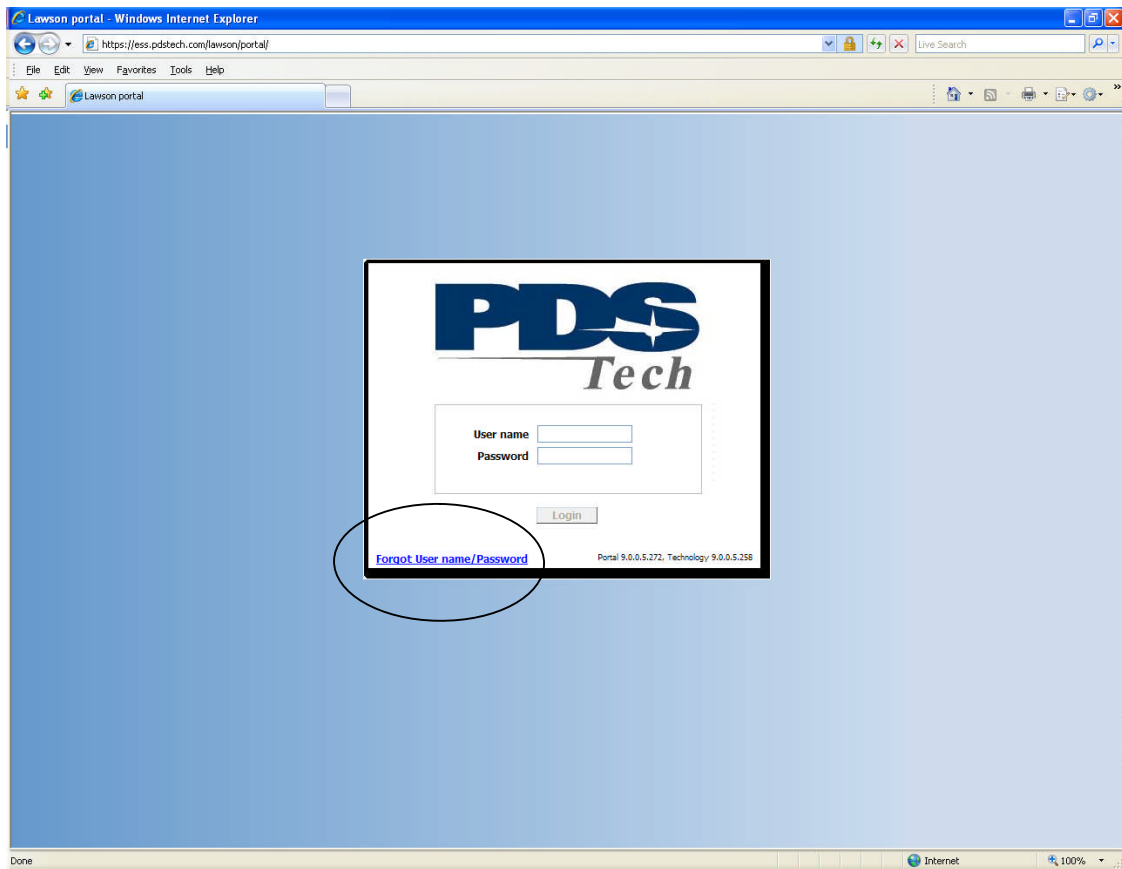 Lawson portal - Windows Internet Explorer
https://ess.pdstech.com/lawson/portal/
Live Search
File Edit View Favorites Tools Help
Lawson portal
PDS
Tech
User name
Password
Login
Forgot User name/Password
Portal 9.0.0.5.272, Technology 9.0.0.5.258
Done
Internet
100%